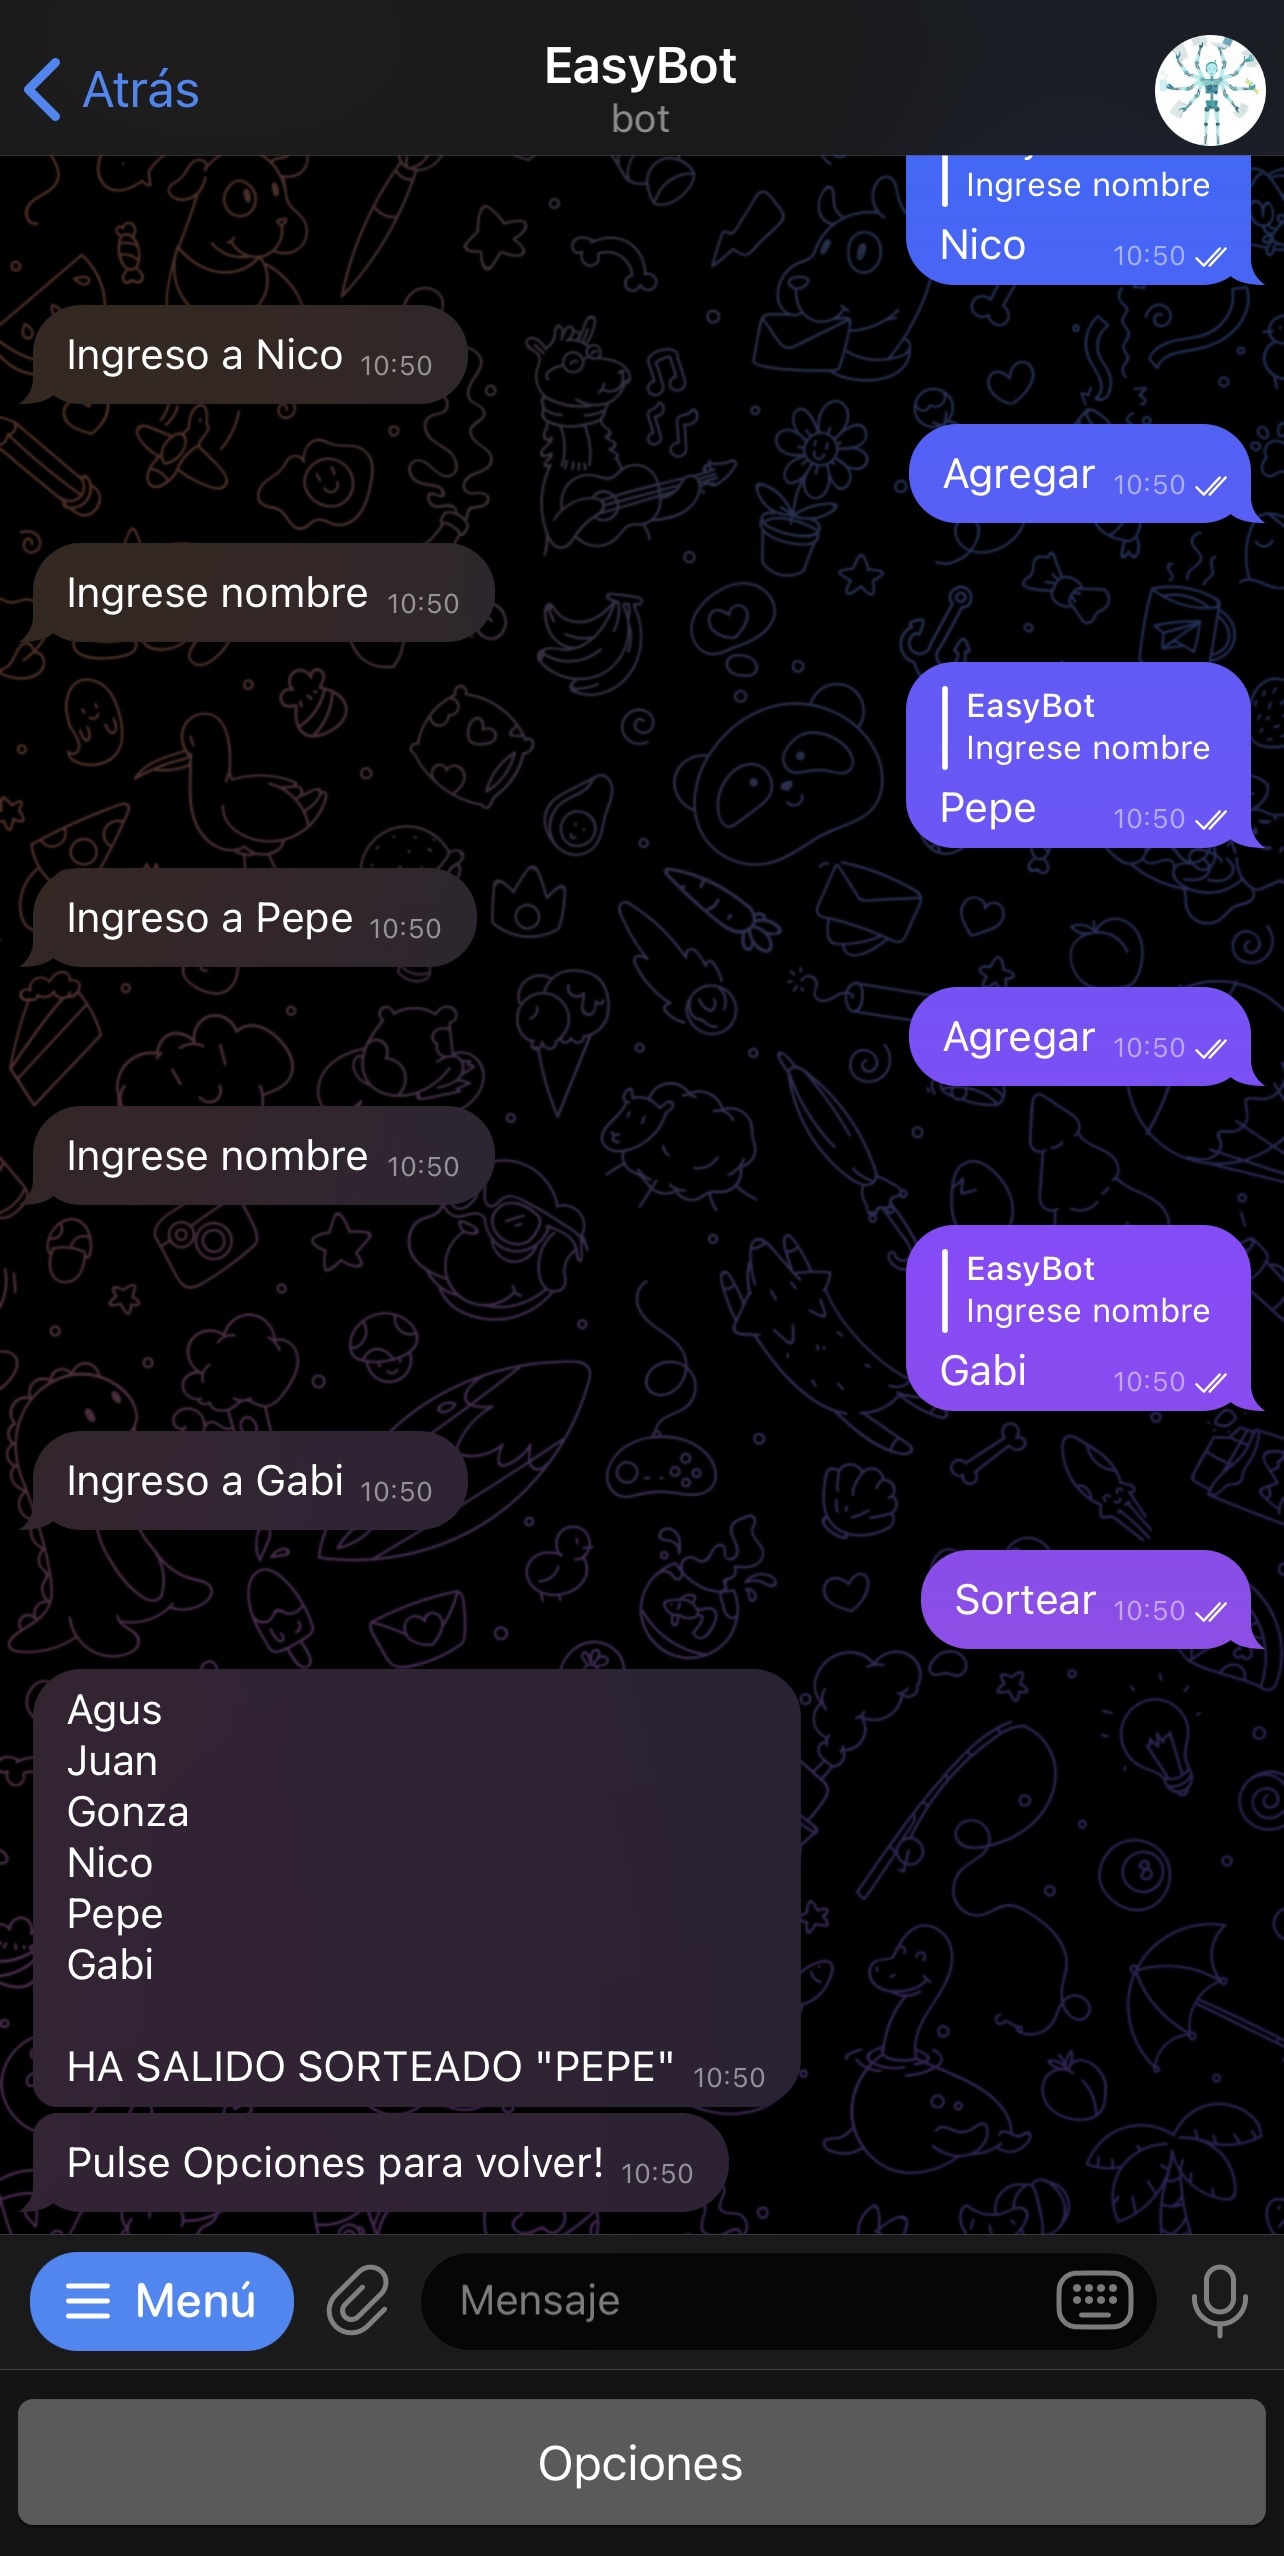 Atrás
EasyBot
bot
Ingrese nombre
Nico 10:50
Ingreso a Nico 10:50
Agregar 10:50
Ingrese nombre 10:50
EasyBot
Ingrese nombre
Pepe 10:50
Ingreso a Pepe 10:50
Agregar 10:50
Ingrese nombre 10:50
EasyBot
Ingrese nombre
Gabi 10:50
Ingreso a Gabi 10:50
Sortear 10:50
Agus
Juan
Gonza
Nico
Pepe
Gabi
HA SALIDO SORTEADO "PEPE" 10:50
Pulse Opciones para volver! 10:50
Menú
Mensaje
Opciones